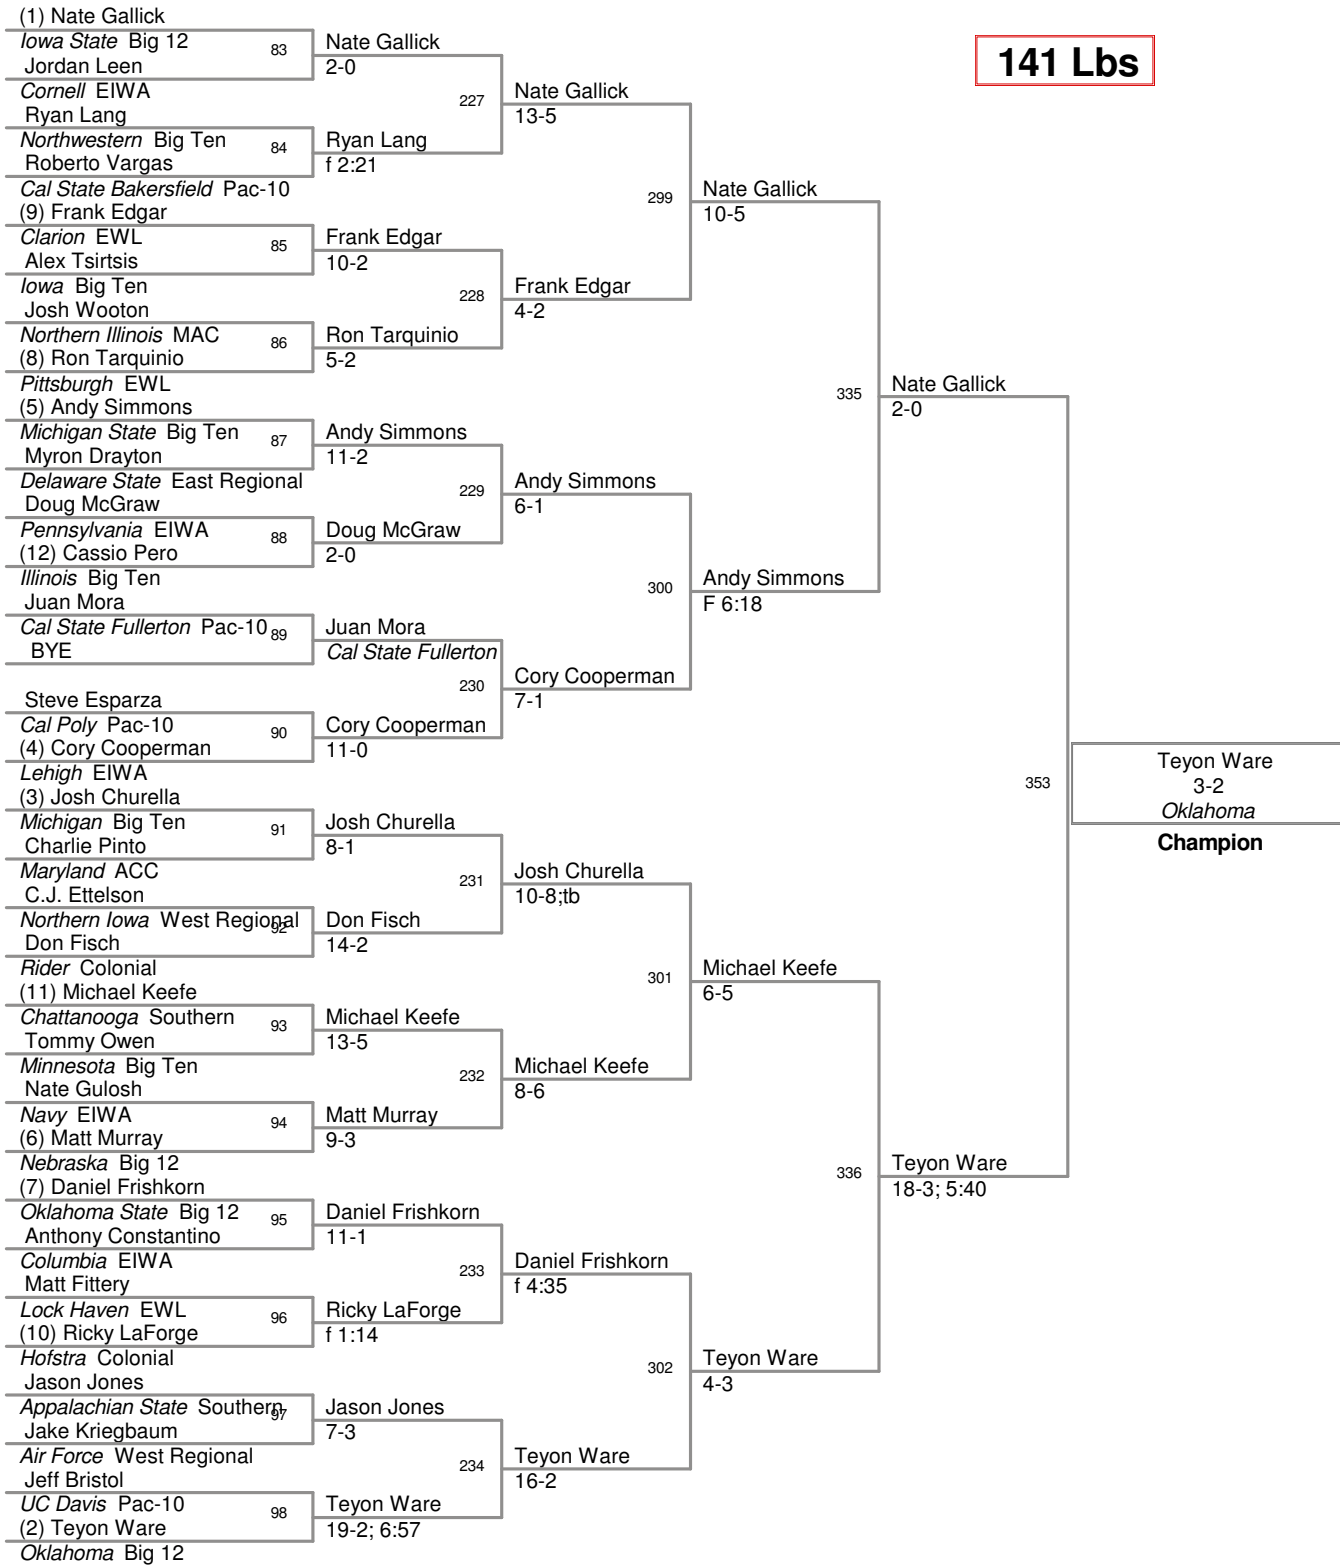 141 Lbs
(1) Nate Gallick
Iowa State Big 12
83
Jordan Leen
Cornell EIWA
Ryan Lang
Northwestern Big Ten
84
Roberto Vargas
Cal State Bakersfield Pac-10
(9) Frank Edgar
Clarion EWL
85
Alex Tsirtsis
Iowa Big Ten
Josh Wooton
Northern Illinois MAC
86
(8) Ron Tarquinio
Pittsburgh EWL
(5) Andy Simmons
Michigan State Big Ten
87
Myron Drayton
Delaware State East Regional
Doug McGraw
Pennsylvania EIWA
88
(12) Cassio Pero
Illinois Big Ten
Juan Mora
Cal State Fullerton Pac-10
89
BYE
Steve Esparza
Cal Poly Pac-10
90
(4) Cory Cooperman
Lehigh EIWA
(3) Josh Churella
Michigan Big Ten
91
Charlie Pinto
Maryland ACC
C.J. Ettelson
Northern Iowa West Regional
92
Don Fisch
Rider Colonial
(11) Michael Keefe
Chattanooga Southern
93
Tommy Owen
Minnesota Big Ten
Nate Gulosh
Navy EIWA
94
(6) Matt Murray
Nebraska Big 12
(7) Daniel Frishkorn
Oklahoma State Big 12
95
Anthony Constantino
Columbia EIWA
Matt Fittery
Lock Haven EWL
96
(10) Ricky LaForge
Hofstra Colonial
Jason Jones
Appalachian State Southern
97
Jake Kriegbaum
Air Force West Regional
Jeff Bristol
UC Davis Pac-10
98
(2) Teyon Ware
Oklahoma Big 12
Nate Gallick
2-0
227
Ryan Lang
f 2:21
Frank Edgar
10-2
228
Ron Tarquinio
5-2
Andy Simmons
11-2
229
Doug McGraw
2-0
Juan Mora
Cal State Fullerton
230
Cory Cooperman
11-0
Josh Churella
8-1
231
Don Fisch
14-2
Michael Keefe
13-5
232
Matt Murray
9-3
Daniel Frishkorn
11-1
233
Ricky LaForge
f 1:14
Jason Jones
7-3
234
Teyon Ware
19-2; 6:57
Nate Gallick
13-5
299
Frank Edgar
4-2
Andy Simmons
6-1
300
Cory Cooperman
7-1
Josh Churella
10-8;tb
301
Michael Keefe
8-6
Daniel Frishkorn
f 4:35
302
Teyon Ware
16-2
Nate Gallick
10-5
335
Andy Simmons
F 6:18
Michael Keefe
6-5
336
Teyon Ware
4-3
Nate Gallick
2-0
353
Teyon Ware
18-3; 5:40
Teyon Ware
3-2
Oklahoma
Champion